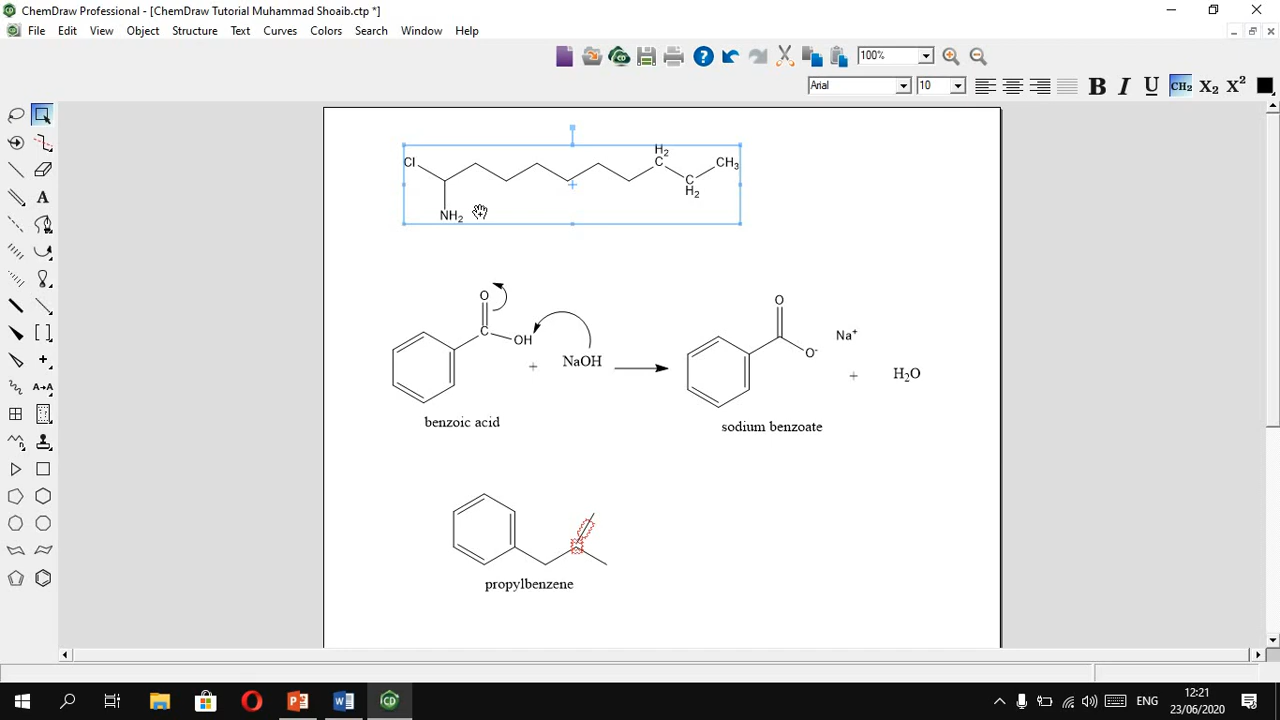 ChemDraw Professional - [ChemDraw Tutorial Muhammad Shoaib.ctp *]
File Edit View Object Structure Text Curves Colors Search Window Help
100%
Arial 10 B I U CH₂ X₂ X²
A
A→A
H₂
Cl C CH₃
C
H₂
NH₂
O O
C OH Na⁺
O⁻
+ NaOH + H₂O
benzoic acid sodium benzoate
propylbenzene
CD ENG 12:21
23/06/2020